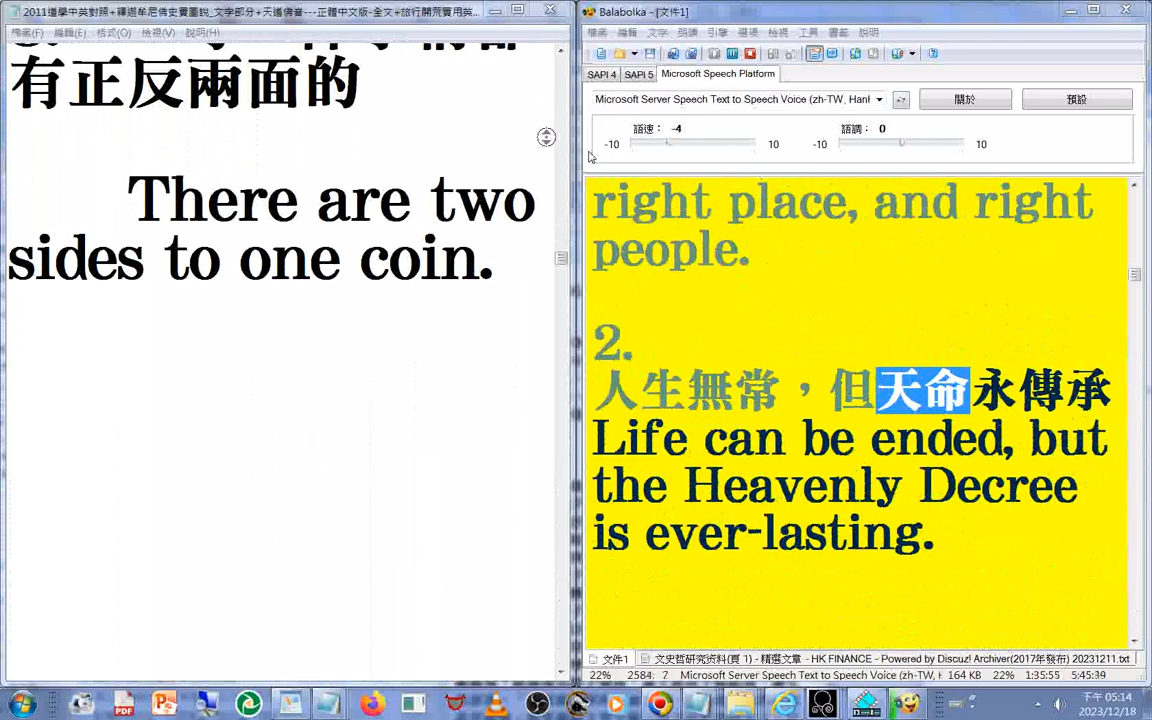 2011道學中英對照+釋迦牟尼佛史實圖說_文字部分+天道佛音---正體中文版-全文+旅行開荒實用英...
檔案(F) 編輯(E) 格式(O) 檢視(V) 說明(H)
有正反兩面的
There are two
sides to one coin.
Balabolka - [文件1]
檔案 編輯 文字 朗讀 引擎 選項 檢視 工具 書籤 說明
SAPI 4 SAPI 5 Microsoft Speech Platform
Microsoft Server Speech Text to Speech Voice (zh-TW, Hanl
關於 預設
語速： -4 語調： 0
-10 10 -10 10
right place, and right
people.
2.
人生無常，但天命永傳承
Life can be ended, but
the Heavenly Decree
is ever-lasting.
文件1 文史哲研究资料(頁 1) - 精選文章 - HK FINANCE - Powered by Discuz! Archiver(2017年發布) 20231211.txt
22% 2584: 7 Microsoft Server Speech Text to Speech Voice (zh-TW, H 164 KB 22% 1:35:55 5:45:39
下午 05:14
2023/12/18